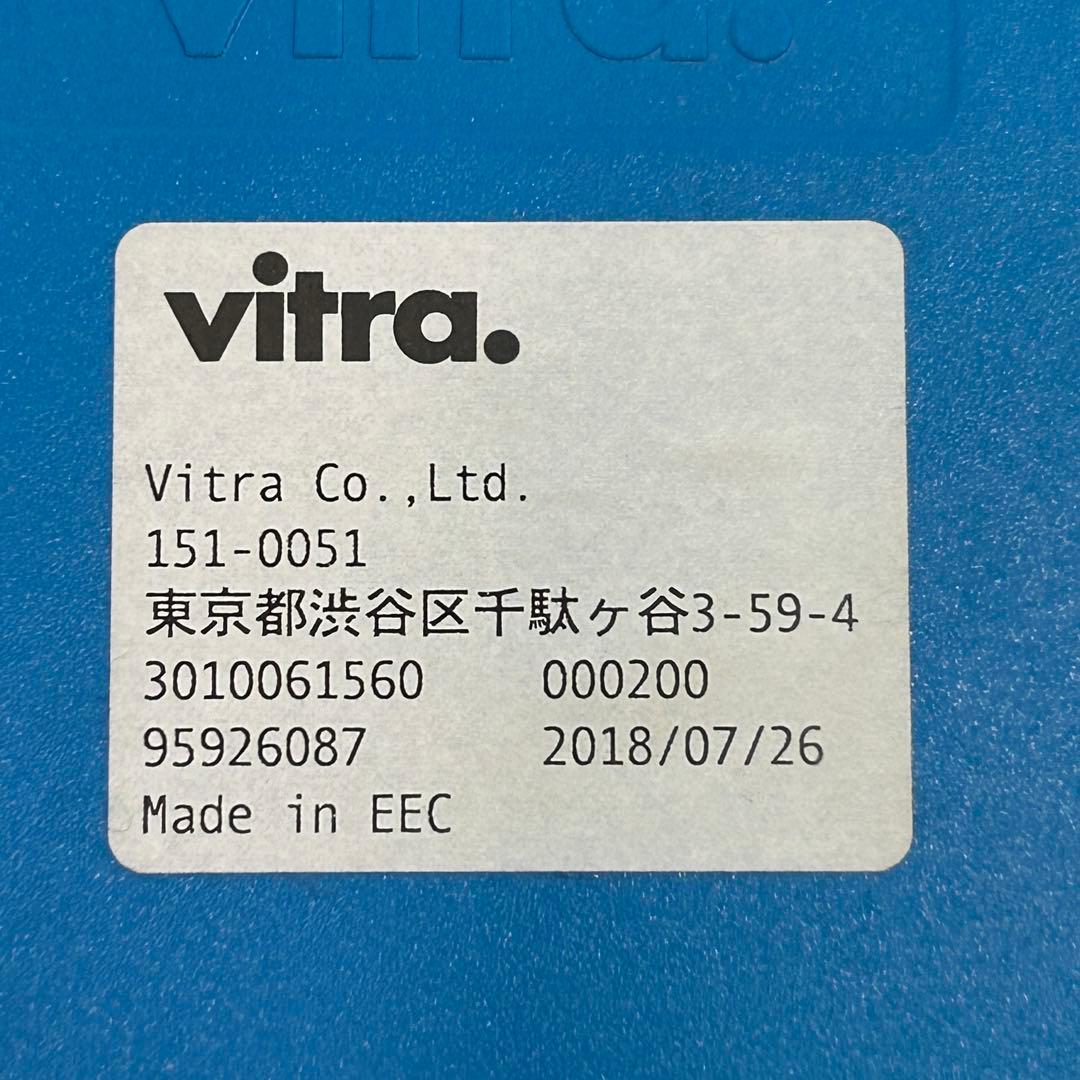 vitra.
vitra.
Vitra Co.,Ltd.
151-0051
東京都渋谷区千駄ヶ谷3-59-4
3010061560 000200
95926087 2018/07/26
Made in EEC